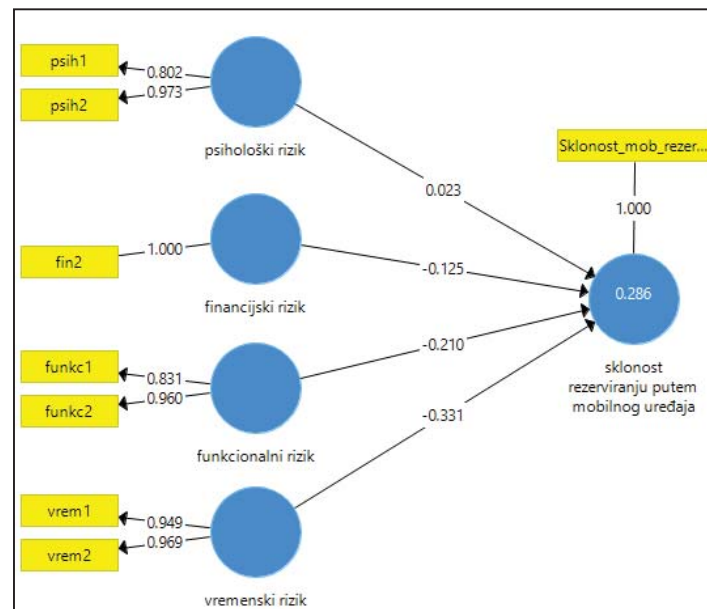 psih1
0.802
psih2
0.973
psihološki rizik
Sklonost_mob_rezer...
1.000
0.023
fin2
1.000
financijski rizik
-0.125
0.286
sklonost
rezerviranju putem
mobilnog uređaja
funkc1
0.831
funkc2
0.960
funkcionalni rizik
-0.210
-0.331
vrem1
0.949
vrem2
0.969
vremenski rizik